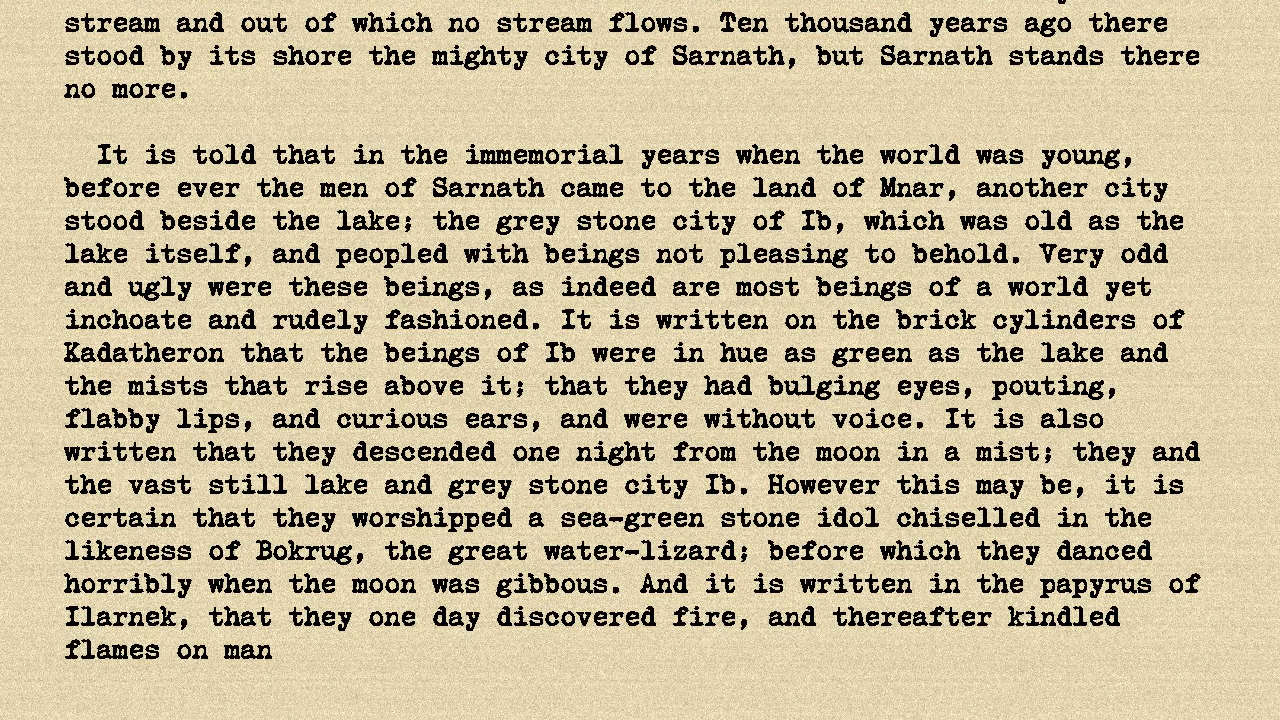 stream and out of which no stream flows. Ten thousand years ago there
stood by its shore the mighty city of Sarnath, but Sarnath stands there
no more.
It is told that in the immemorial years when the world was young,
before ever the men of Sarnath came to the land of Mnar, another city
stood beside the lake; the grey stone city of Ib, which was old as the
lake itself, and peopled with beings not pleasing to behold. Very odd
and ugly were these beings, as indeed are most beings of a world yet
inchoate and rudely fashioned. It is written on the brick cylinders of
Kadatheron that the beings of Ib were in hue as green as the lake and
the mists that rise above it; that they had bulging eyes, pouting,
flabby lips, and curious ears, and were without voice. It is also
written that they descended one night from the moon in a mist; they and
the vast still lake and grey stone city Ib. However this may be, it is
certain that they worshipped a sea-green stone idol chiselled in the
likeness of Bokrug, the great water-lizard; before which they danced
horribly when the moon was gibbous. And it is written in the papyrus of
Ilarnek, that they one day discovered fire, and thereafter kindled
flames on man